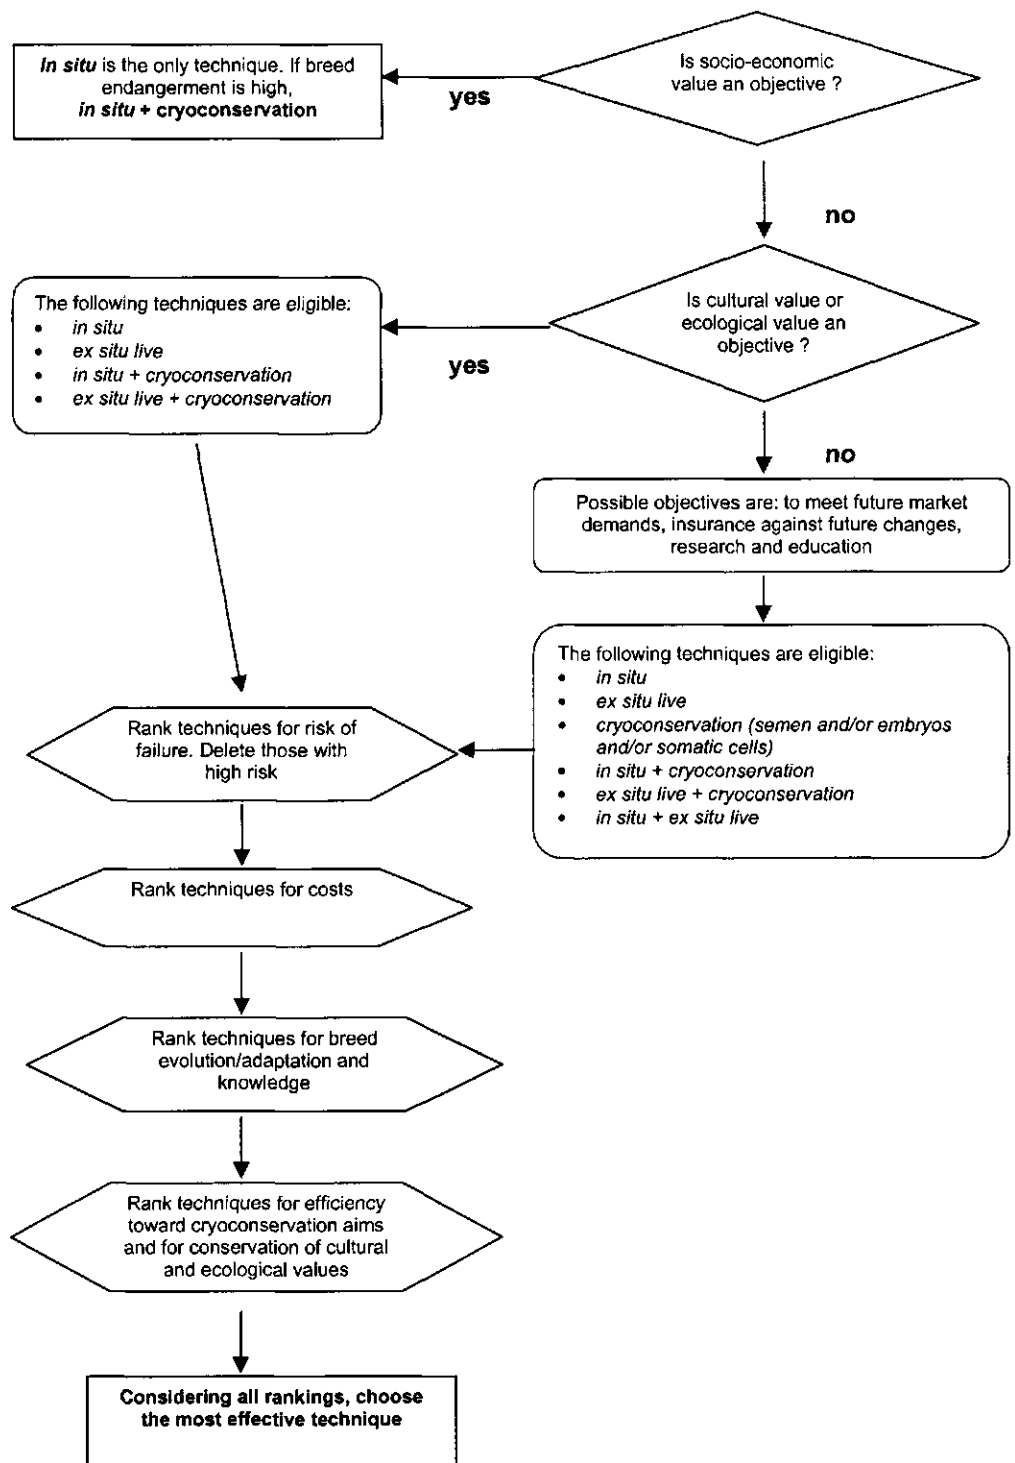 Is socio-economic
value an objective ?
In situ is the only technique. If breed
endangerment is high,
in situ + cryoconservation
yes
no
Is cultural value or
ecological value an
objective ?
yes
The following techniques are eligible:
• in situ
• ex situ live
• in situ + cryoconservation
• ex situ live + cryoconservation
no
Possible objectives are: to meet future market
demands, insurance against future changes,
research and education
The following techniques are eligible:
• in situ
• ex situ live
• cryoconservation (semen and/or embryos
and/or somatic cells)
• in situ + cryoconservation
• ex situ live + cryoconservation
• in situ + ex situ live
Rank techniques for risk of
failure. Delete those with
high risk
Rank techniques for costs
Rank techniques for breed
evolution/adaptation and
knowledge
Rank techniques for efficiency
toward cryoconservation aims
and for conservation of cultural
and ecological values
Considering all rankings, choose
the most effective technique